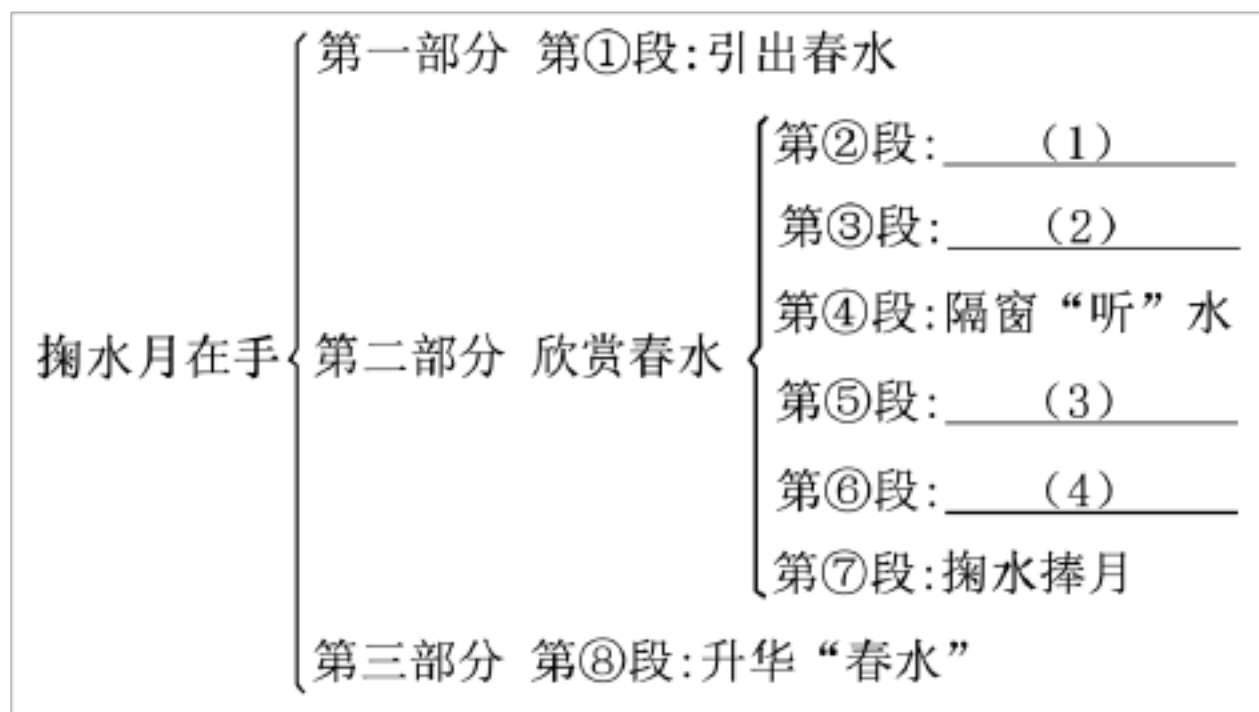 第一部分 第①段:引出春水
第②段: (1)
第③段: (2)
第④段:隔窗“听”水
掬水月在手
第二部分 欣赏春水
第⑤段: (3)
第⑥段: (4)
第⑦段:掬水捧月
第三部分 第⑧段:升华“春水”